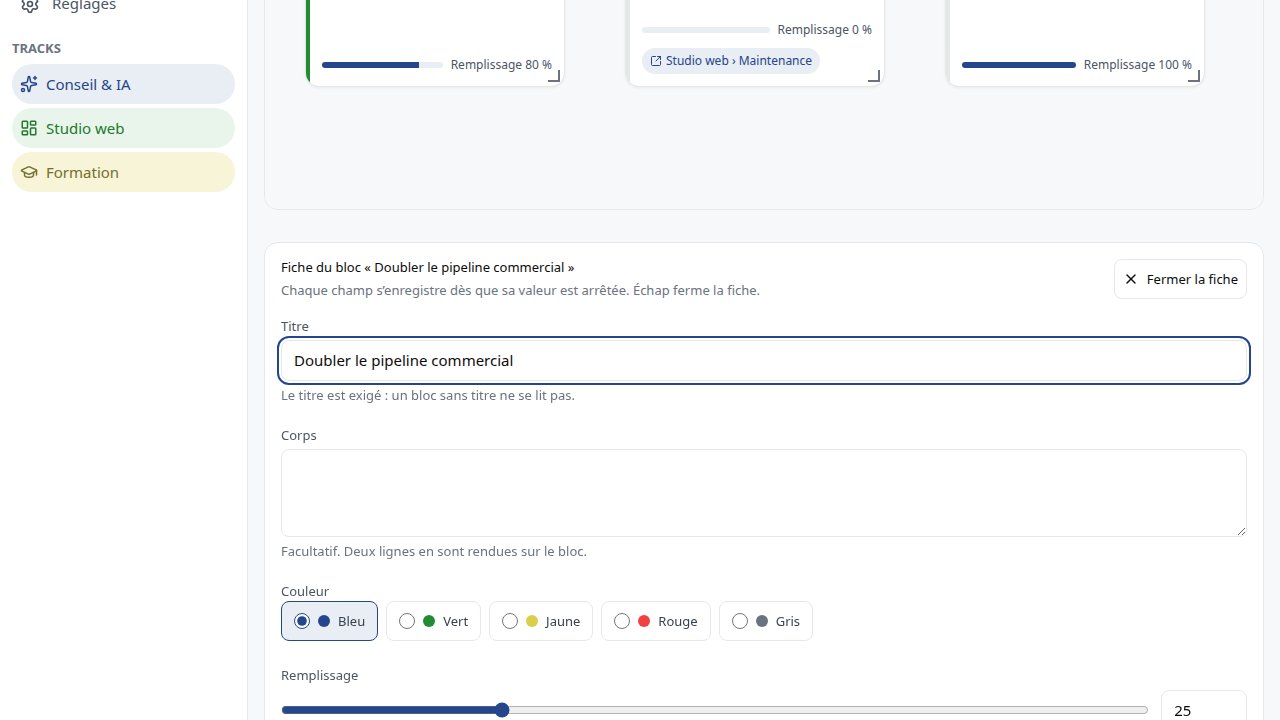 Réglages
TRACKS
Conseil & IA
Studio web
Formation
Remplissage 80 %
Remplissage 0 %
Studio web › Maintenance
Remplissage 100 %
Fiche du bloc « Doubler le pipeline commercial »
Chaque champ s’enregistre dès que sa valeur est arrêtée. Échap ferme la fiche.
Fermer la fiche
Titre
Doubler le pipeline commercial
Le titre est exigé : un bloc sans titre ne se lit pas.
Corps
Facultatif. Deux lignes en sont rendues sur le bloc.
Couleur
Bleu
Vert
Jaune
Rouge
Gris
Remplissage
25